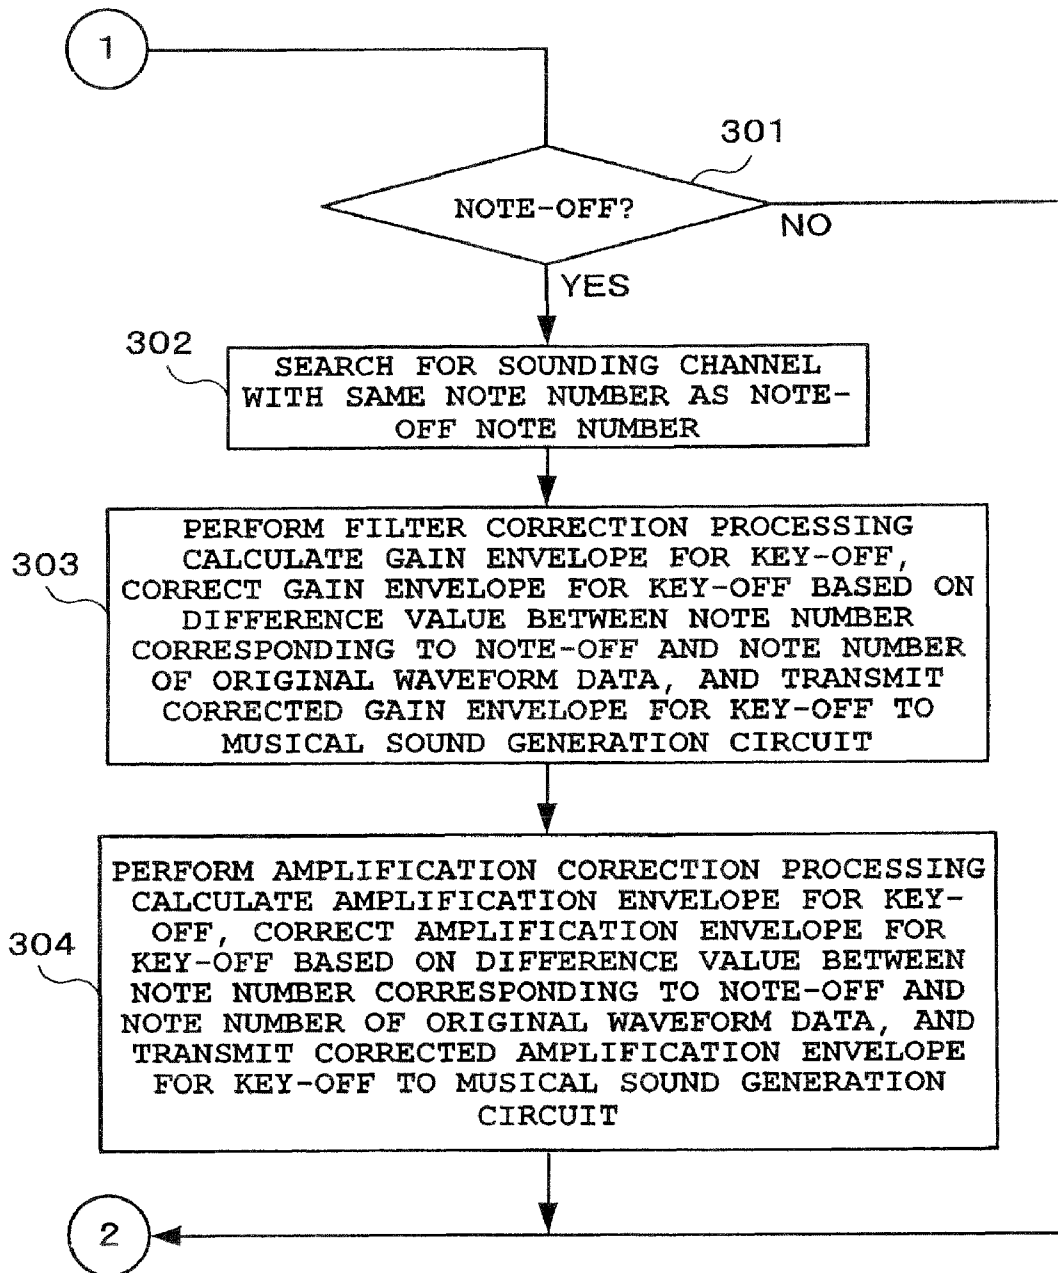 1
301
NOTE-OFF?
NO
YES
302
SEARCH FOR SOUNDING CHANNEL
WITH SAME NOTE NUMBER AS NOTE-
OFF NOTE NUMBER
303
PERFORM FILTER CORRECTION PROCESSING
CALCULATE GAIN ENVELOPE FOR KEY-OFF,
CORRECT GAIN ENVELOPE FOR KEY-OFF BASED ON
DIFFERENCE VALUE BETWEEN NOTE NUMBER
CORRESPONDING TO NOTE-OFF AND NOTE NUMBER
OF ORIGINAL WAVEFORM DATA, AND TRANSMIT
CORRECTED GAIN ENVELOPE FOR KEY-OFF TO
MUSICAL SOUND GENERATION CIRCUIT
304
PERFORM AMPLIFICATION CORRECTION PROCESSING
CALCULATE AMPLIFICATION ENVELOPE FOR KEY-
OFF, CORRECT AMPLIFICATION ENVELOPE FOR
KEY-OFF BASED ON DIFFERENCE VALUE BETWEEN
NOTE NUMBER CORRESPONDING TO NOTE-OFF AND
NOTE NUMBER OF ORIGINAL WAVEFORM DATA, AND
TRANSMIT CORRECTED AMPLIFICATION ENVELOPE
FOR KEY-OFF TO MUSICAL SOUND GENERATION
CIRCUIT
2